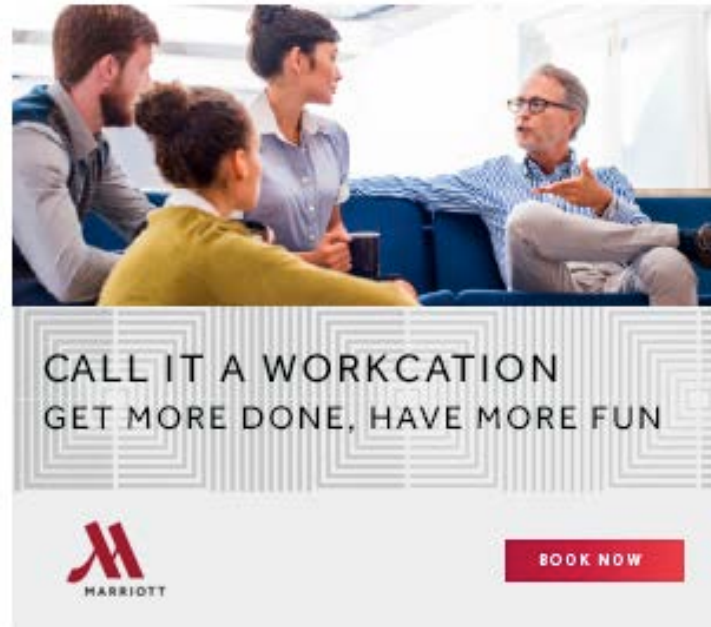 CALL IT A WORKCATION
GET MORE DONE, HAVE MORE FUN
MARRIOTT
BOOK NOW